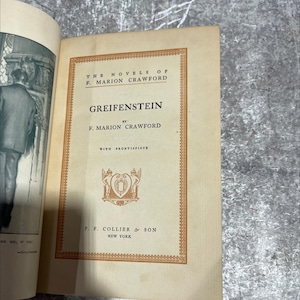 THE NOVELS OF
F. MARION CRAWFORD
GREIFENSTEIN
BY
F. MARION CRAWFORD
WITH FRONTISPIECE
P. F. COLLIER & SON
NEW YORK